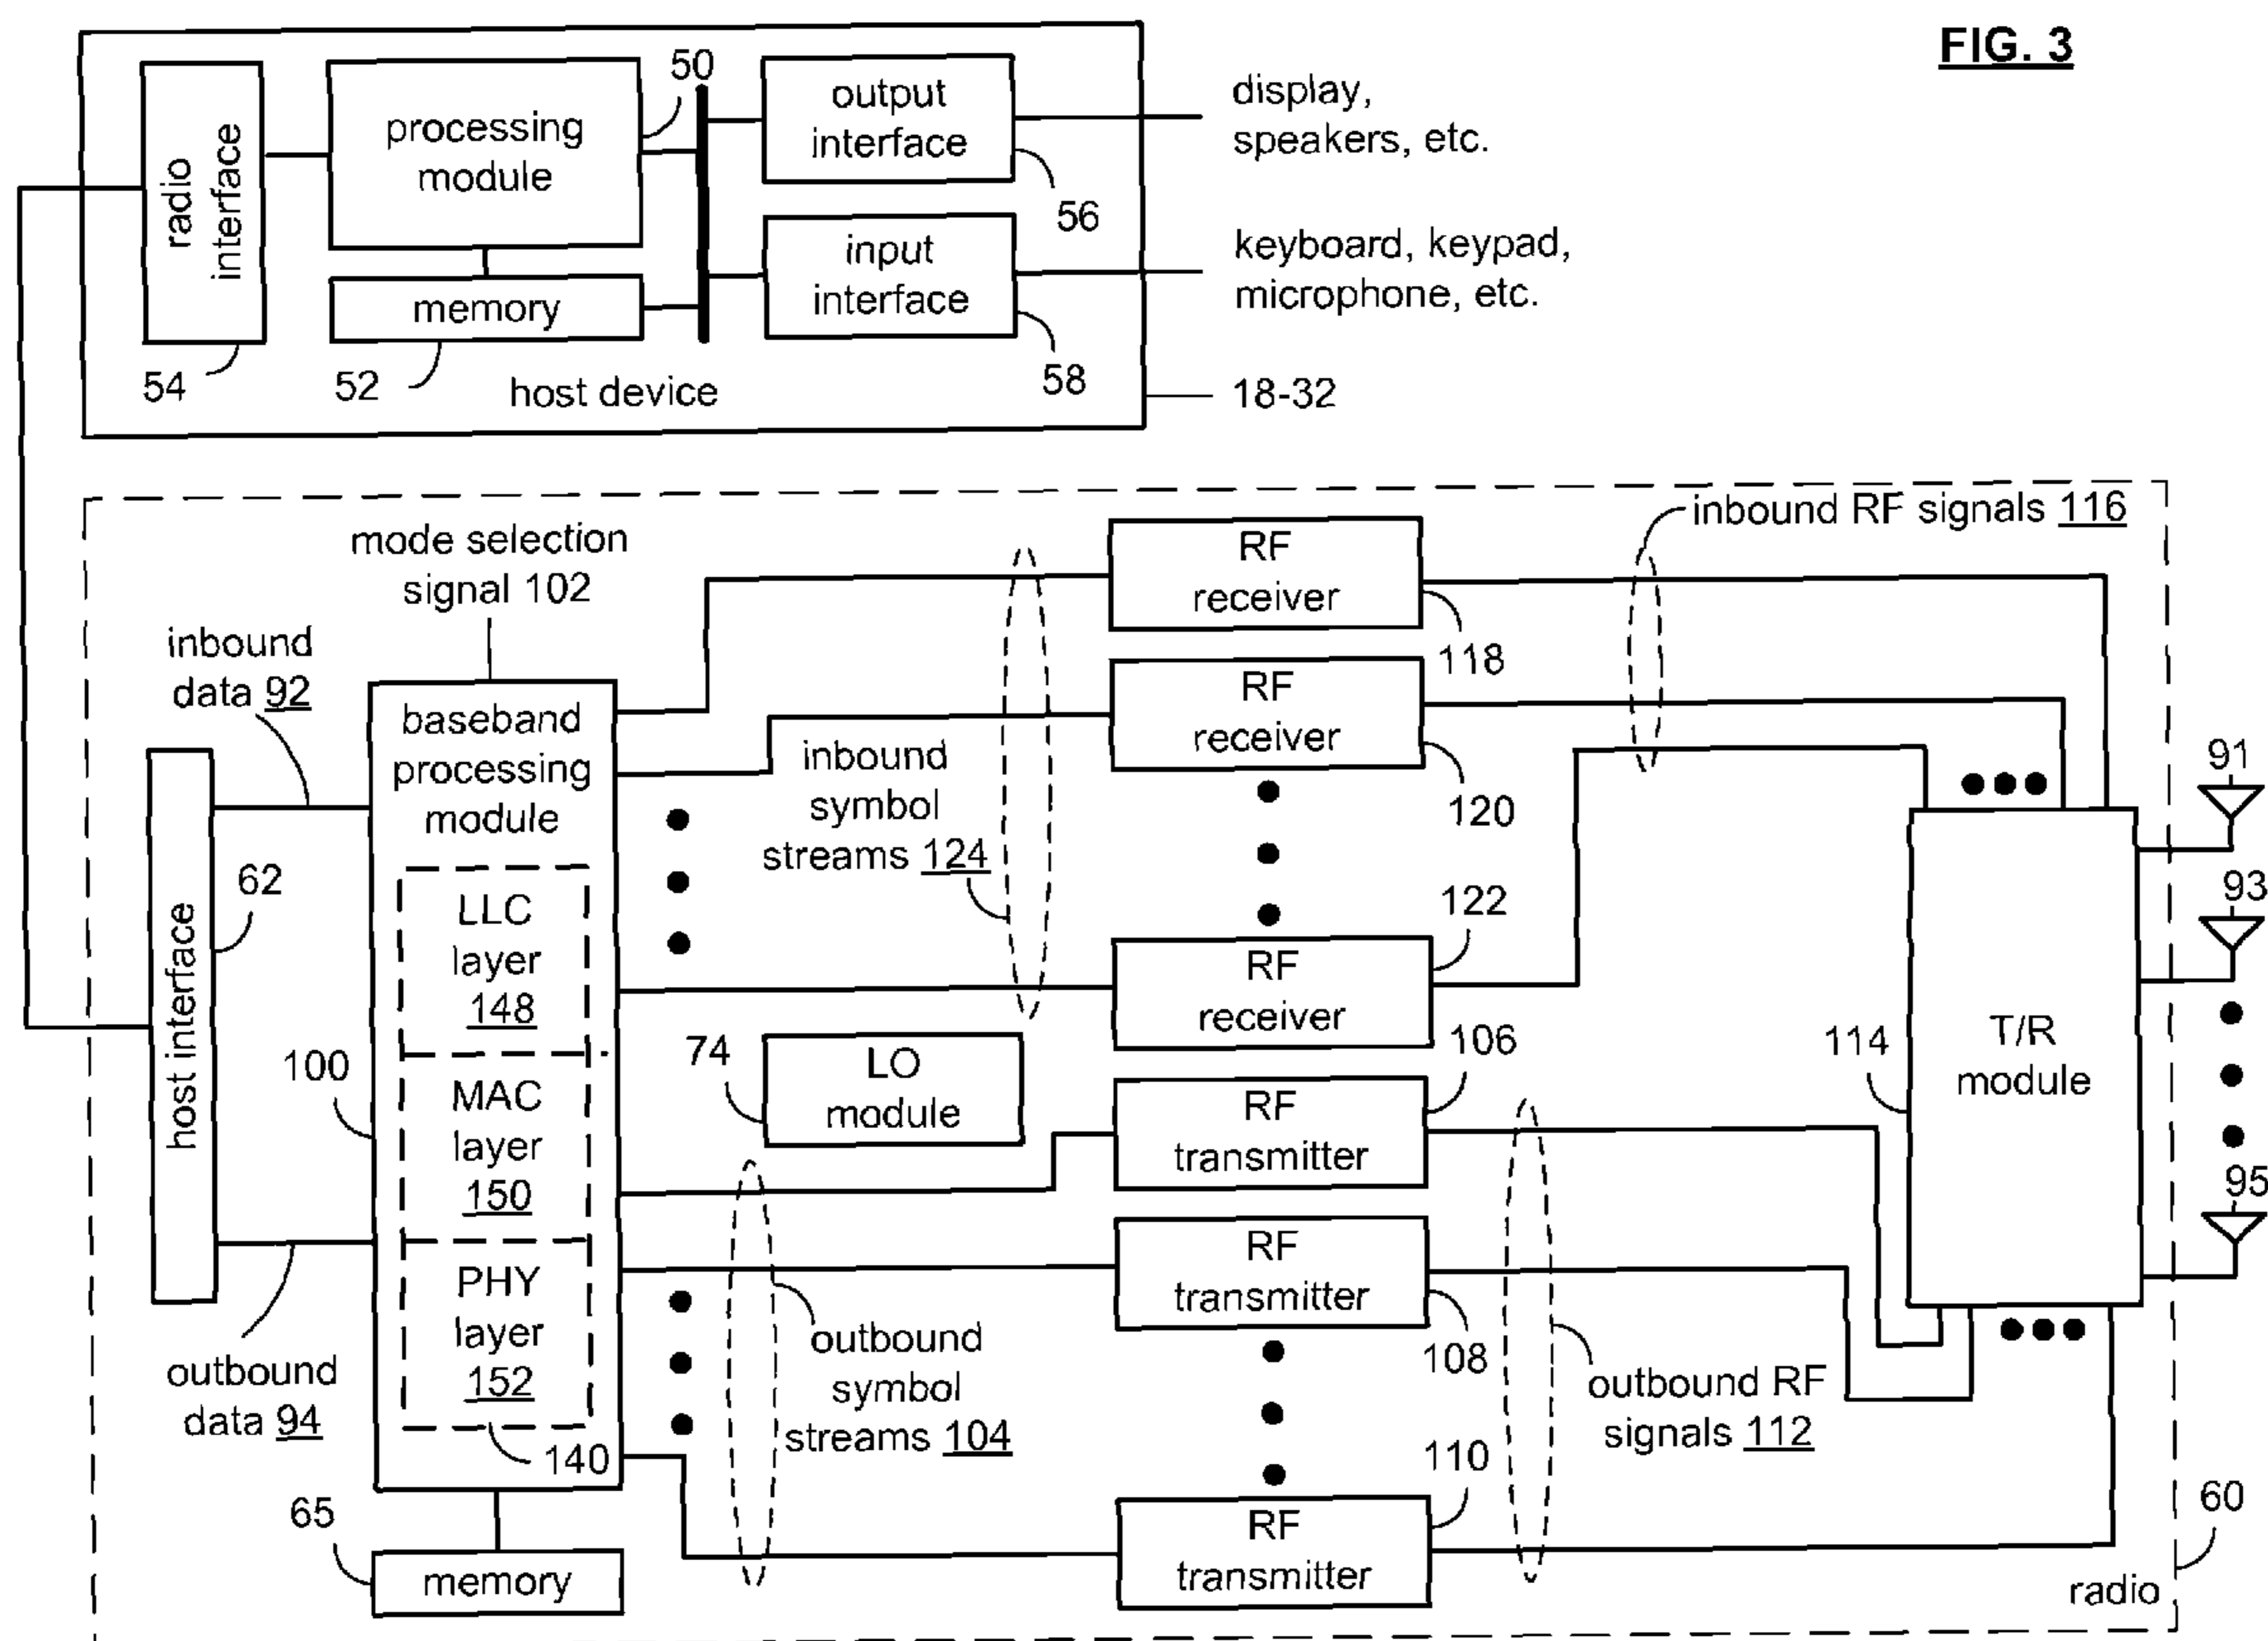 FIG. 3
radio
interface
54
processing
module
50
memory
52
host device
output
interface
56
input
interface
58
display,
speakers, etc.
keyboard, keypad,
microphone, etc.
18-32
mode selection
signal 102
inbound
data 92
host interface
62
outbound
data 94
100
baseband
processing
module
LLC
layer
148
MAC
layer
150
PHY
layer
152
140
65
memory
inbound
symbol
streams 124
74
LO
module
outbound
symbol
streams 104
RF
receiver
118
RF
receiver
120
RF
receiver
122
RF
transmitter
106
RF
transmitter
108
RF
transmitter
110
inbound RF signals 116
outbound RF
signals 112
114
T/R
module
91
93
95
60
radio